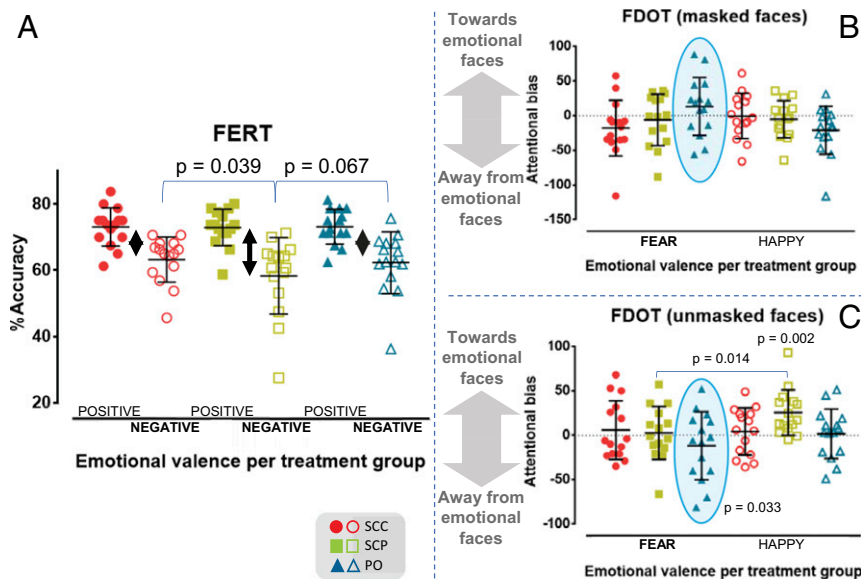 A
FERT
p = 0.039
p = 0.067
% Accuracy
80
60
40
20
POSITIVE
NEGATIVE
POSITIVE
NEGATIVE
POSITIVE
NEGATIVE
Emotional valence per treatment group
SCC
SCP
PO
Towards
emotional
faces
Away from
emotional
faces
B
FDOT (masked faces)
Attentional bias
100
50
0
-50
-100
-150
FEAR
HAPPY
Emotional valence per treatment group
Towards
emotional
faces
Away from
emotional
faces
C
FDOT (unmasked faces)
p = 0.002
p = 0.014
p = 0.033
Attentional bias
100
50
0
-50
-100
FEAR
HAPPY
Emotional valence per treatment group